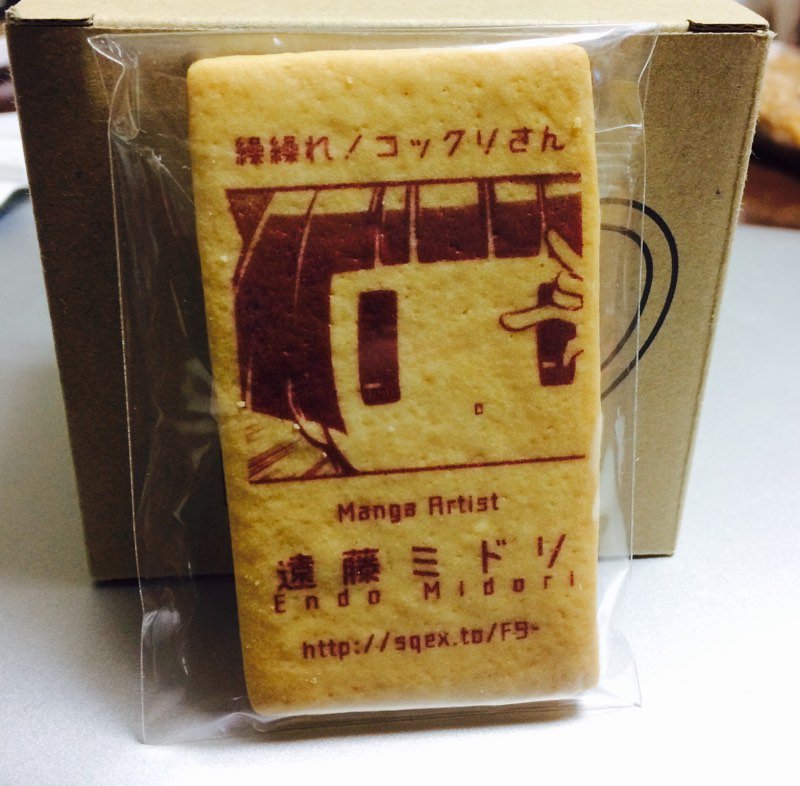 繰繰れ!コックリさん
Manga Artist
遠藤ミドリ
Endo Midori
http://sqex.to/F9-